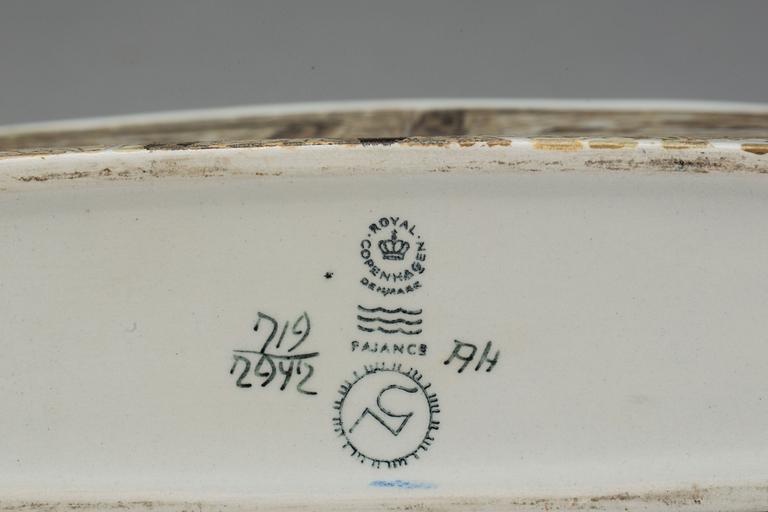 ROYAL
COPENHAGEN
DENMARK
FAJANCE
719
2942
AH